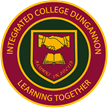 INTEGRATED COLLEGE DUNGANNON
LEARNING TOGETHER